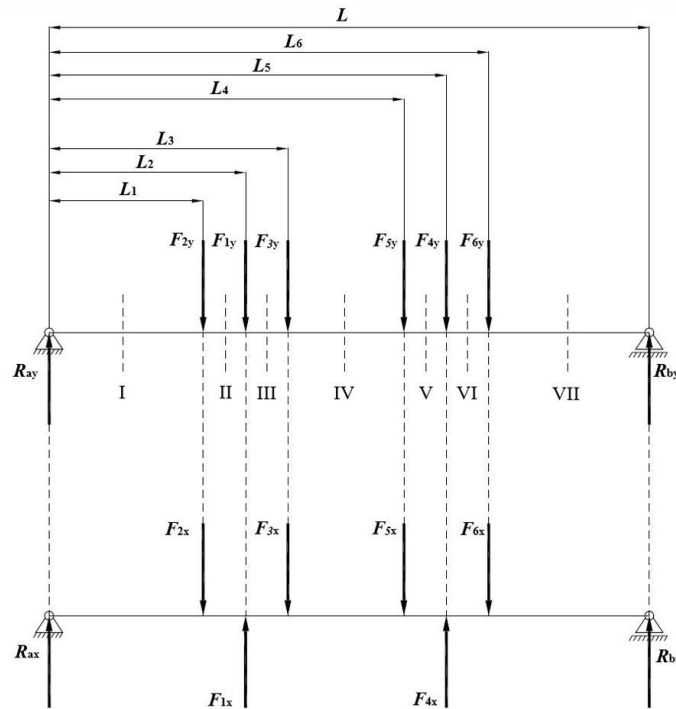 L
L6
L5
L4
L3
L2
L1
F2y F1y F3y F5y F4y F6y
Ray Rby
I II III IV V VI VII
F2x F3x F5x F6x
Rax Rb
F1x F4x